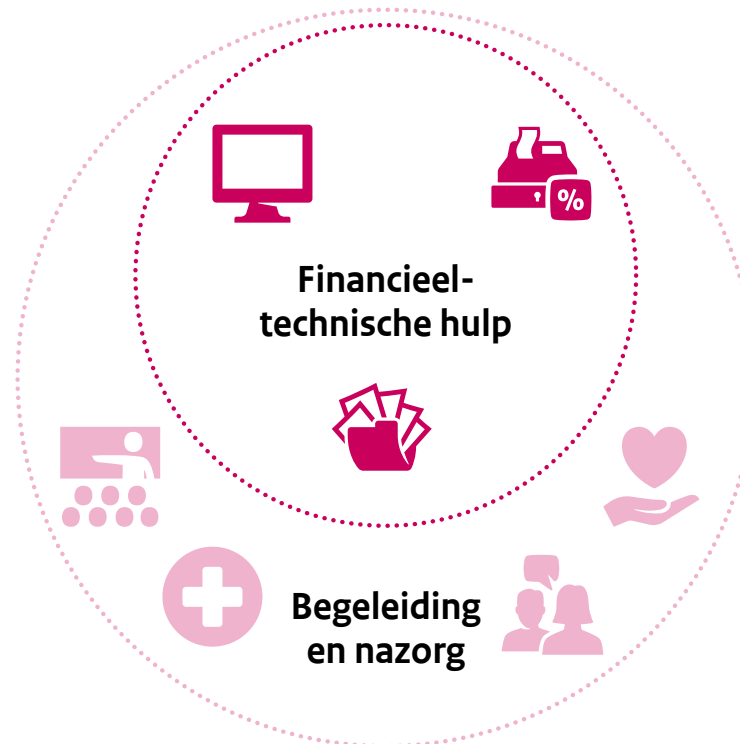 %
Financieel-
technische hulp
Begeleiding
en nazorg